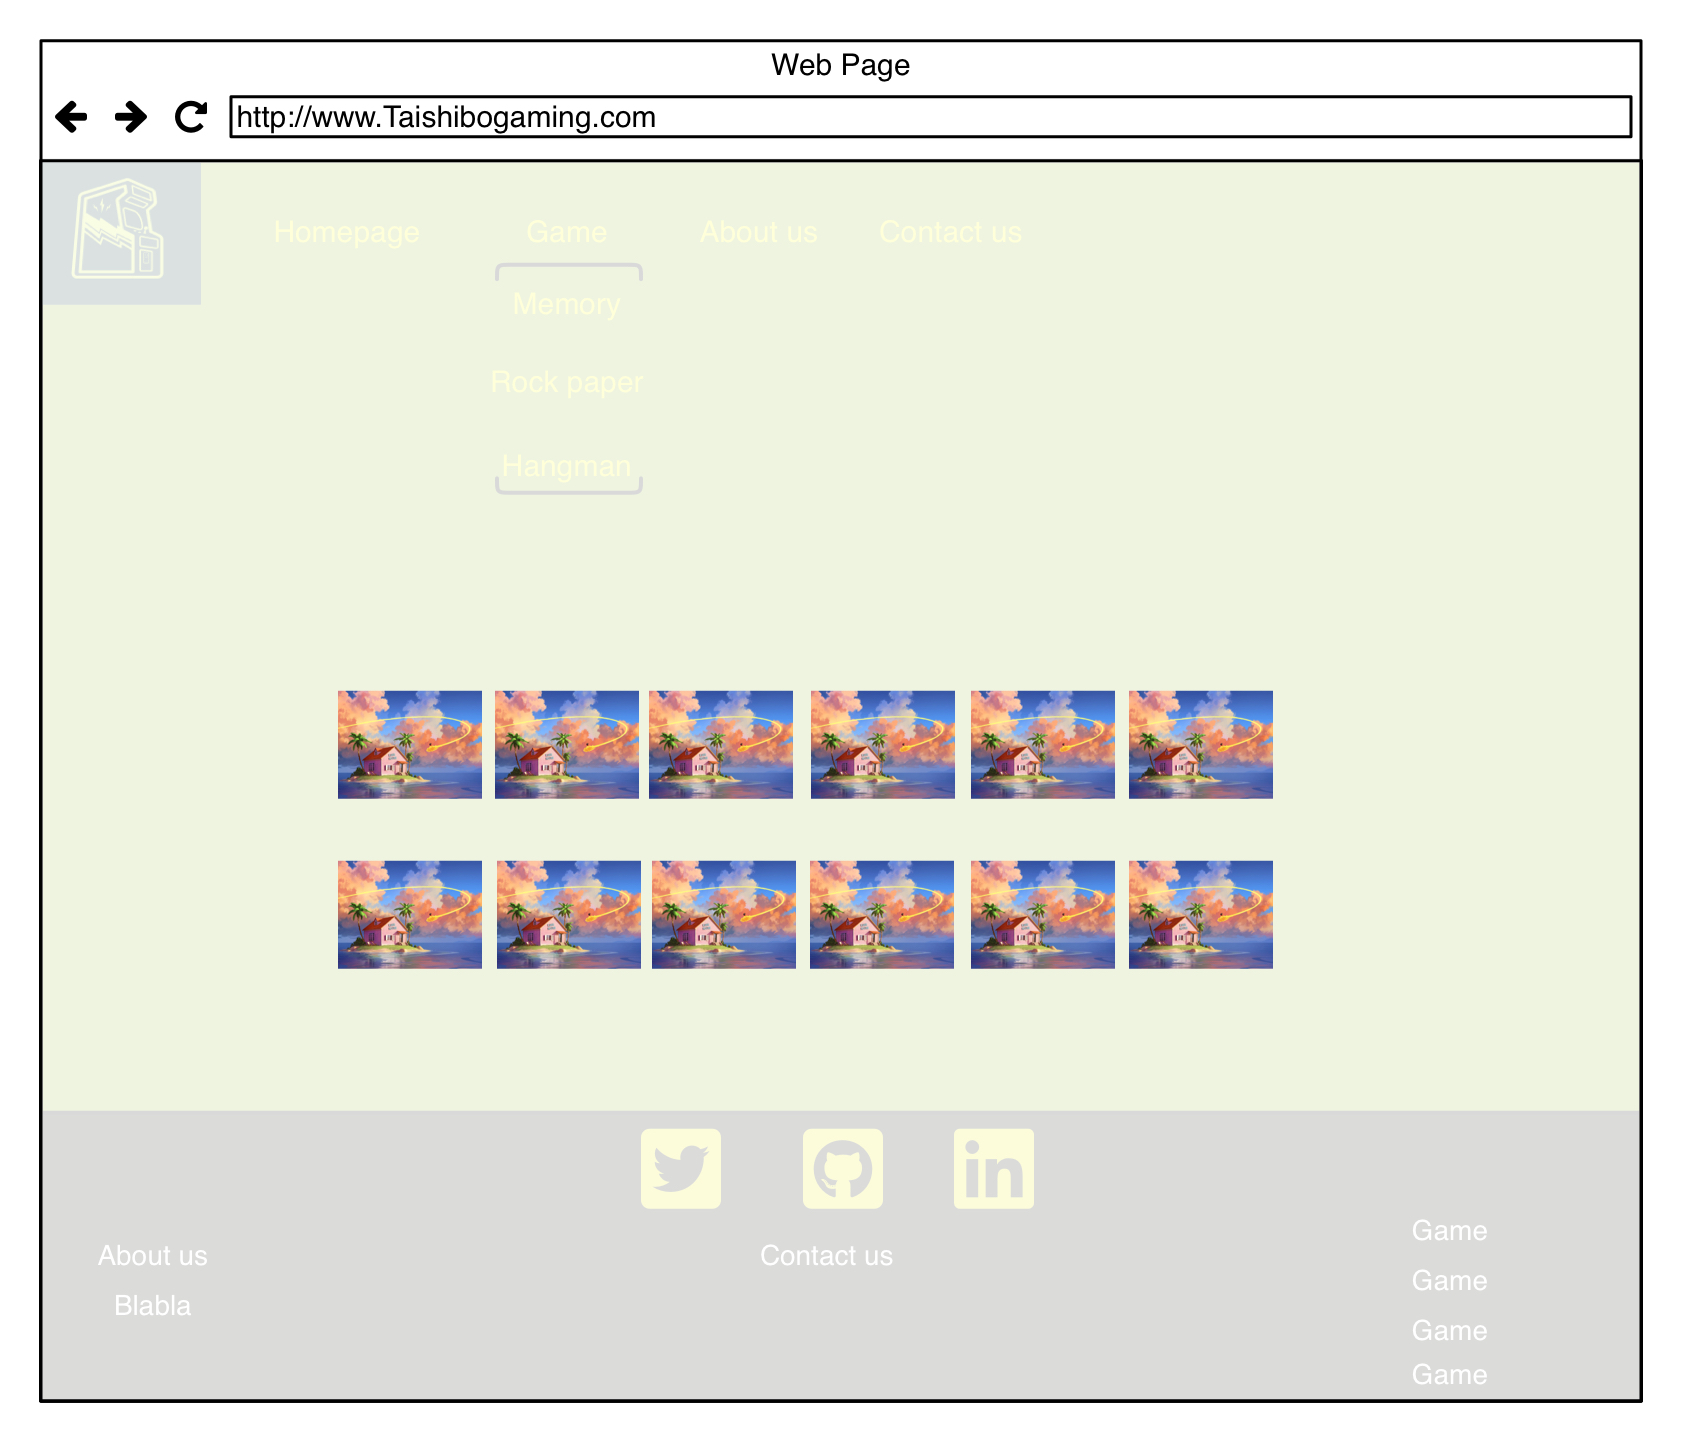 Web Page
http://www.Taishibogaming.com
Homepage
Game
About us
Contact us
Memory
Rock paper
Hangman
About us
Blabla
Contact us
Game
Game
Game
Game